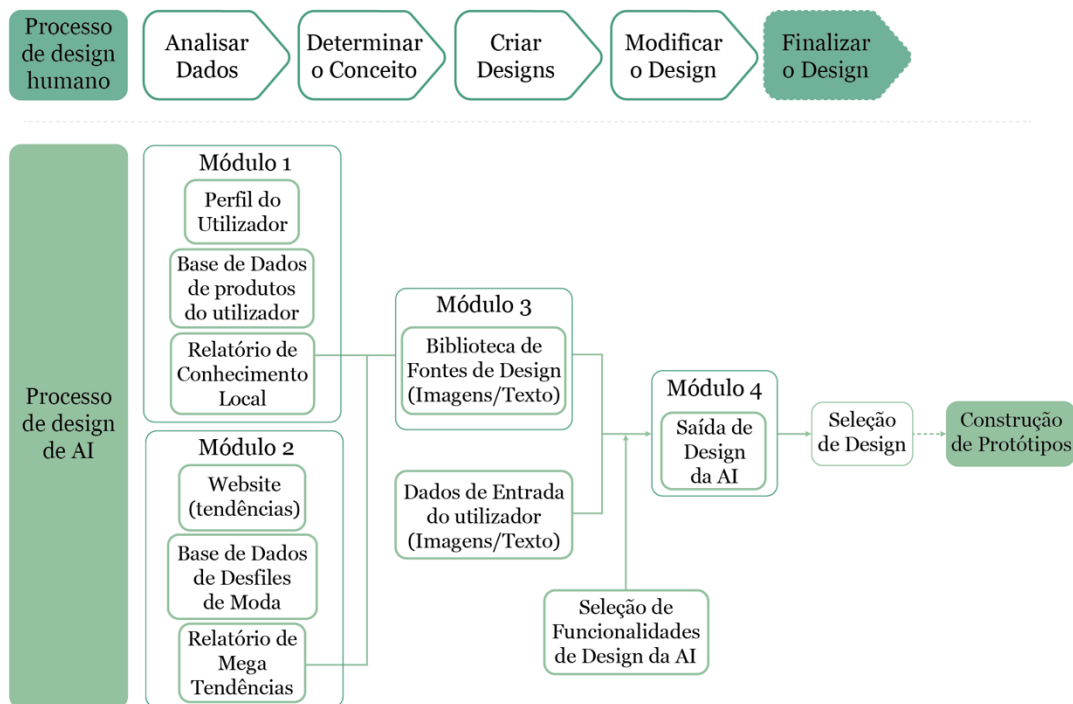 Processo
de design
humano
Analisar
Dados
Determinar
o Conceito
Criar
Designs
Modificar
o Design
Finalizar
o Design
Processo
de design
de AI
Módulo 1
Perfil do
Utilizador
Base de Dados
de produtos
do utilizador
Relatório de
Conhecimento
Local
Módulo 2
Website
(tendências)
Base de Dados
de Desfiles
de Moda
Relatório de
Mega
Tendências
Módulo 3
Biblioteca de
Fontes de Design
(Imagens/Texto)
Dados de Entrada
do utilizador
(Imagens/Texto)
Seleção de
Funcionalidades
de Design da AI
Módulo 4
Saída de
Design
da AI
Seleção
de Design
Construção
de Protótipos